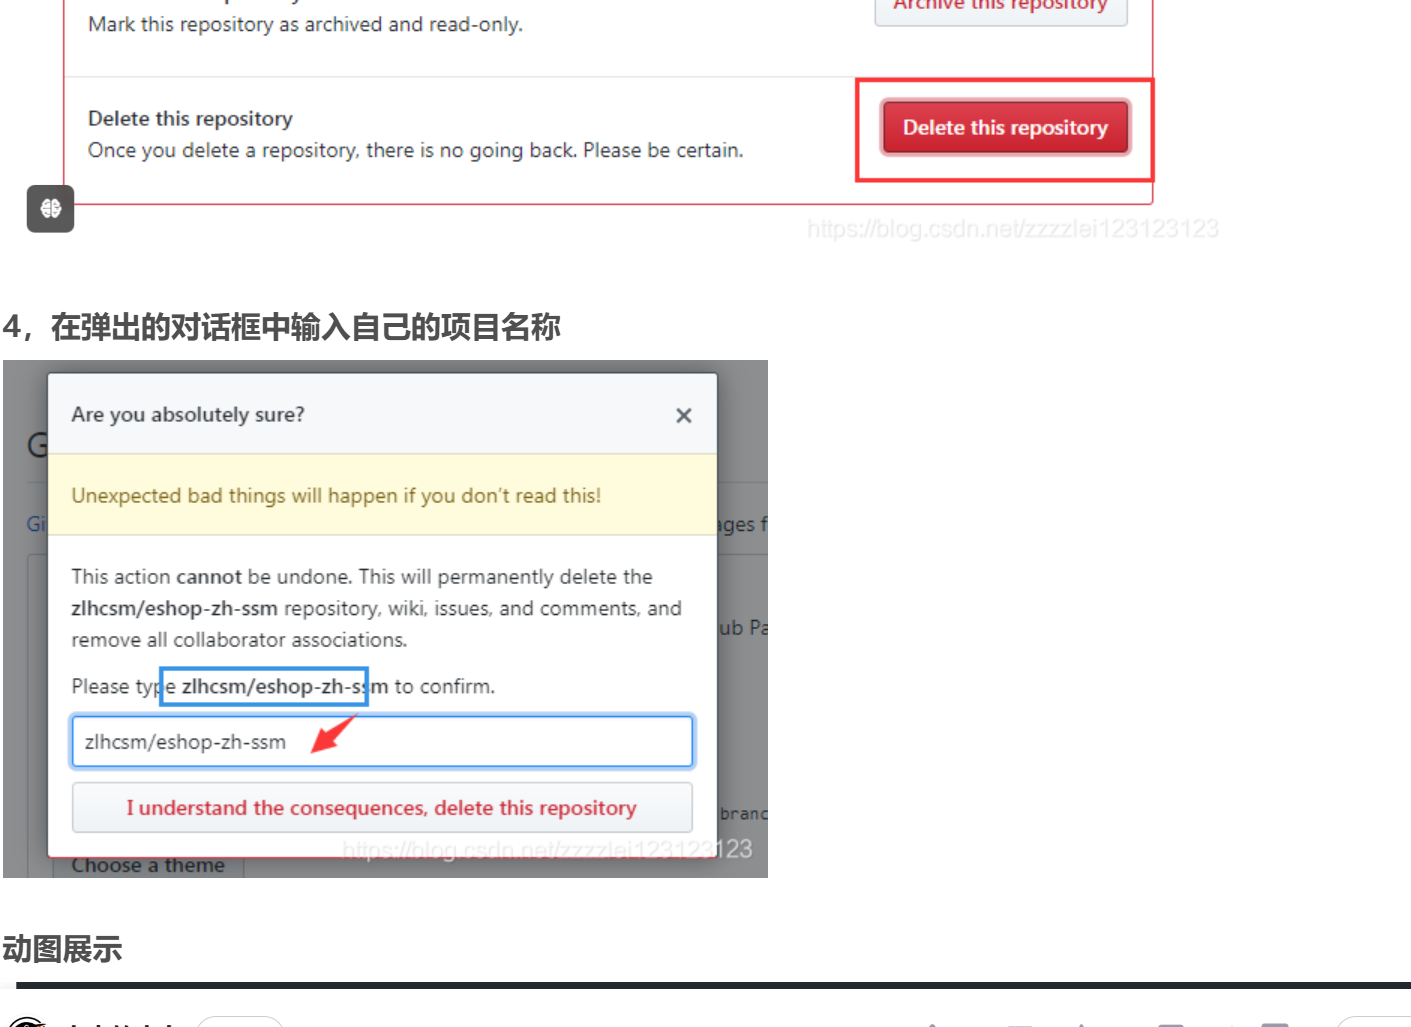 Archive this repository
Mark this repository as archived and read-only.
Delete this repository
Once you delete a repository, there is no going back. Please be certain.
Delete this repository
https://blog.csdn.net/zzzzlei123123123
4，在弹出的对话框中输入自己的项目名称
Are you absolutely sure?
Unexpected bad things will happen if you don't read this!
This action cannot be undone. This will permanently delete the
zlhcsm/eshop-zh-ssm repository, wiki, issues, and comments, and
remove all collaborator associations.
Please type zlhcsm/eshop-zh-ssm to confirm.
zlhcsm/eshop-zh-ssm
I understand the consequences, delete this repository
Choose a theme
https://blog.csdn.net/zzzzlei123123123
动图展示